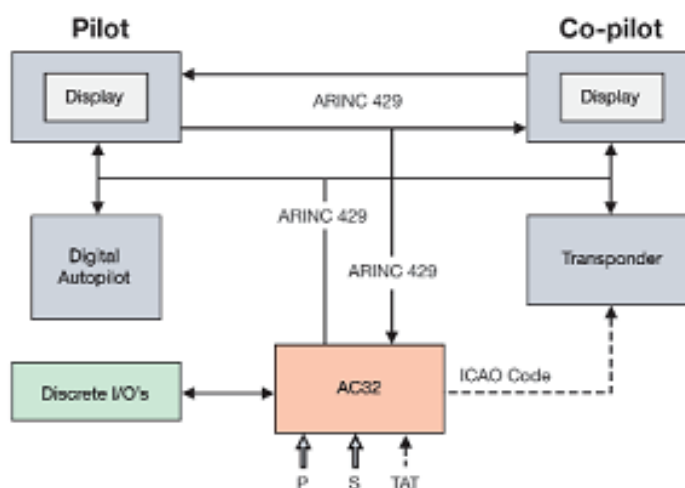 Pilot
Co-pilot
Display
ARINC 429
Display
ARINC 429
Digital
Autopilot
ARINC 429
Transponder
Discrete I/O's
AC32
ICAO Code
P
S
TAT